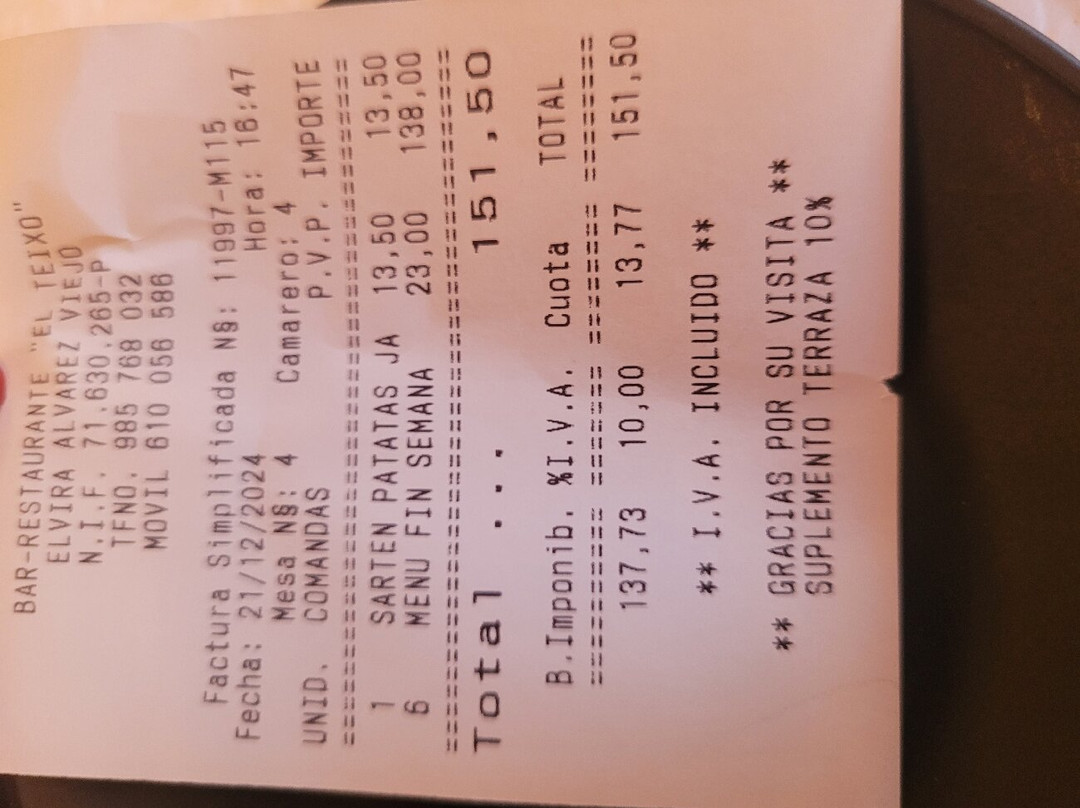 BAR-RESTAURANTE "EL TEIXO"
ELVIRA ALVAREZ VIEJO
N.I.F. 71.630.265-P
TFNO. 985 768 032
MOVIL 610 056 586
Factura Simplificada N§: 11997-M115
Fecha: 21/12/2024 Hora: 16:47
Mesa N§: 4 Camarero: 4
UNID. COMANDAS P.V.P. IMPORTE
==================================
1 SARTEN PATATAS JA 13,50 13,50
6 MENU FIN SEMANA 23,00 138,00
==================================
Total ... 151,50
B.Imponib. %I.V.A. Cuota TOTAL
========== ======= ======= =======
137,73 10,00 13,77 151,50
** I.V.A. INCLUIDO **
** GRACIAS POR SU VISITA **
SUPLEMENTO TERRAZA 10%